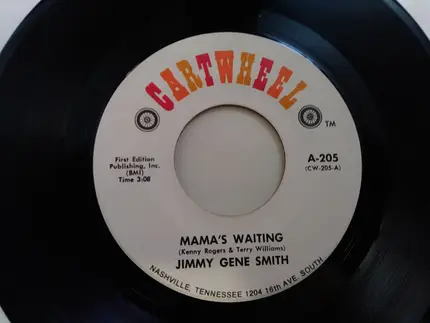 CARTWHEEL
TM
First Edition
Publishing, Inc.
(BMI)
Time 3:08
A-205
(CW-205-A)
MAMA'S WAITING
(Kenny Rogers & Terry Williams)
JIMMY GENE SMITH
NASHVILLE, TENNESSEE 1204 16th AVE. SOUTH